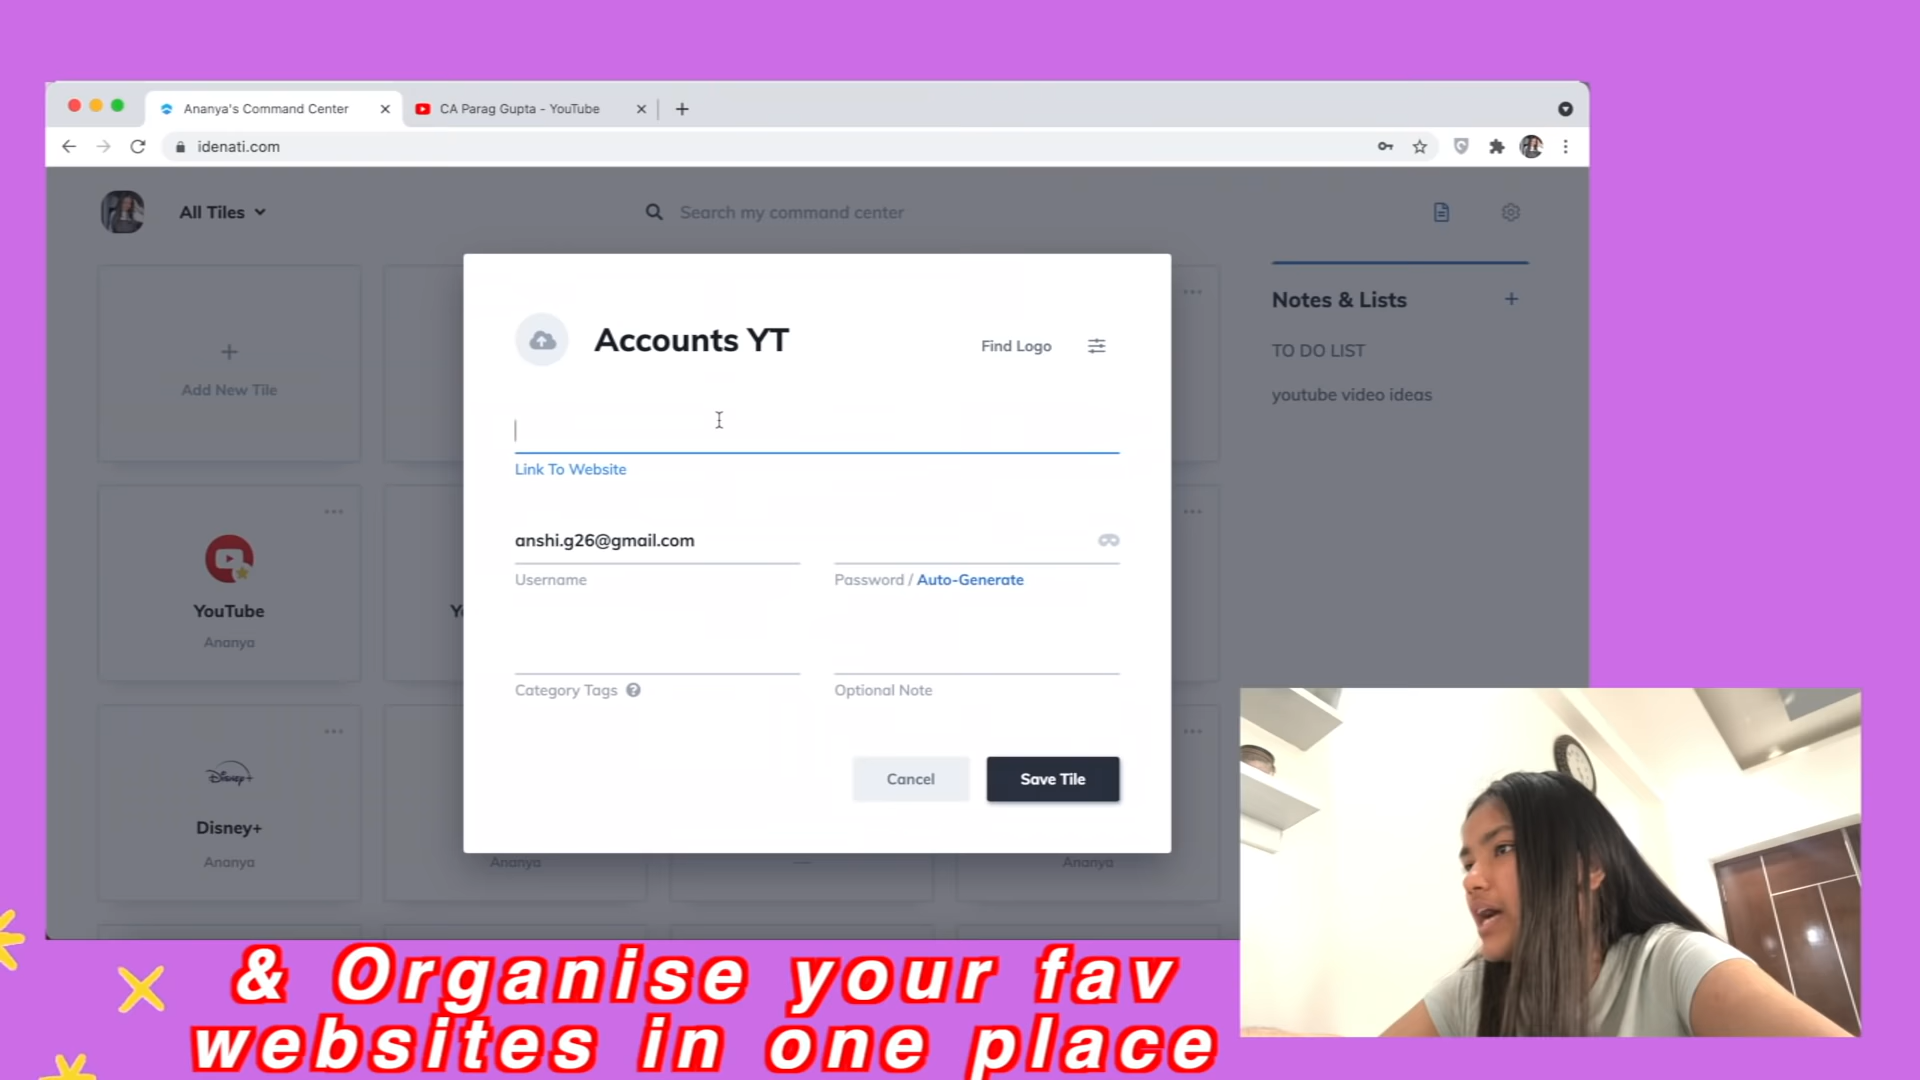 Ananya's Command Center
CA Parag Gupta - YouTube
idenati.com
All Tiles
Search my command center
Add New Tile
Accounts YT
Find Logo
Link To Website
anshi.g26@gmail.com
Username
Password / Auto-Generate
Category Tags ?
Optional Note
Cancel
Save Tile
Notes & Lists
TO DO LIST
youtube video ideas
YouTube
Ananya
Disney+
Disney+
Ananya
Ananya
Ananya
& Organise your fav
websites in one place